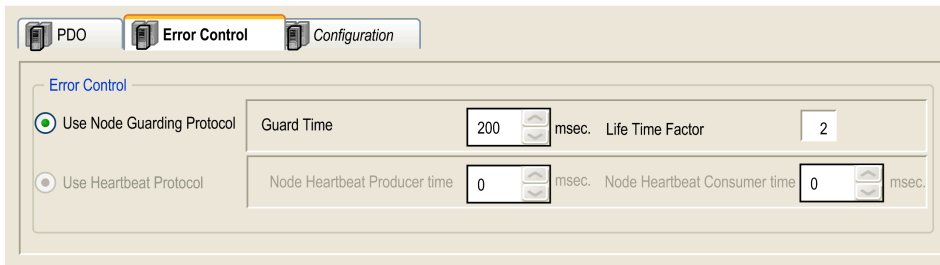 PDO Error Control Configuration
Error Control
Use Node Guarding Protocol Guard Time 200 msec. Life Time Factor 2
Use Heartbeat Protocol Node Heartbeat Producer time 0 msec. Node Heartbeat Consumer time 0 msec.